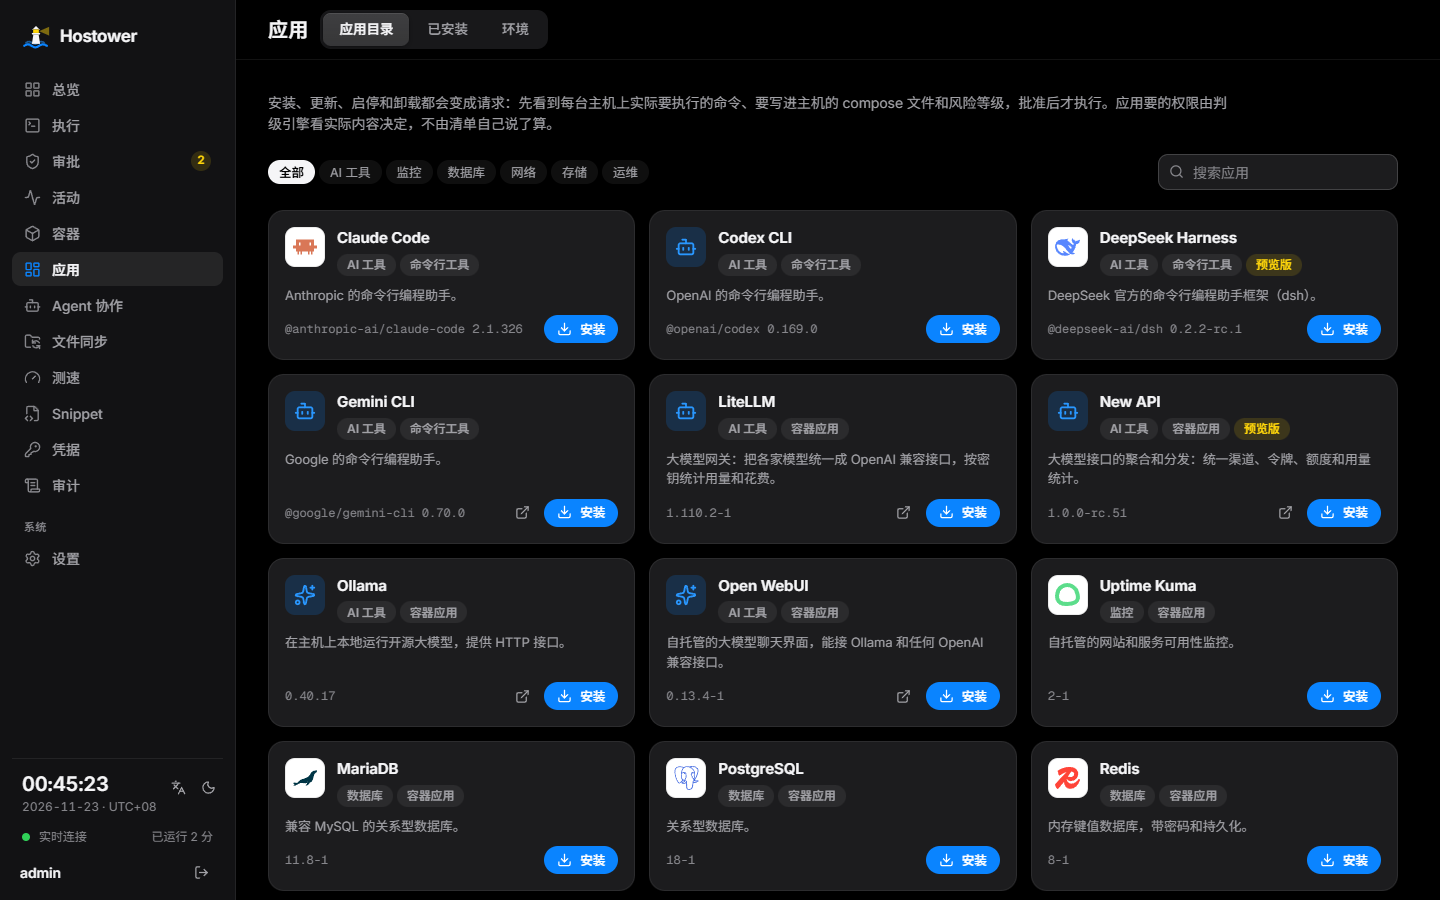 Hostower
总览
执行
审批
2
活动
容器
应用
Agent 协作
文件同步
测速
Snippet
凭据
审计
系统
设置
00:45:23
2026-11-23 · UTC+08
实时连接
已运行 2 分
admin
应用
应用目录
已安装
环境
安装、更新、启停和卸载都会变成请求：先看到每台主机上实际要执行的命令、要写进主机的 compose 文件和风险等级，批准后才执行。应用要的权限由判
级引擎看实际内容决定，不由清单自己说了算。
全部
AI 工具
监控
数据库
网络
存储
运维
搜索应用
Claude Code
AI 工具
命令行工具
Anthropic 的命令行编程助手。
@anthropic-ai/claude-code 2.1.326
安装
Codex CLI
AI 工具
命令行工具
OpenAI 的命令行编程助手。
@openai/codex 0.169.0
安装
DeepSeek Harness
AI 工具
命令行工具
预览版
DeepSeek 官方的命令行编程助手框架（dsh）。
@deepseek-ai/dsh 0.2.2-rc.1
安装
Gemini CLI
AI 工具
命令行工具
Google 的命令行编程助手。
@google/gemini-cli 0.70.0
安装
LiteLLM
AI 工具
容器应用
大模型网关：把各家模型统一成 OpenAI 兼容接口，按密
钥统计用量和花费。
1.110.2-1
安装
New API
AI 工具
容器应用
预览版
大模型接口的聚合和分发：统一渠道、令牌、额度和用量
统计。
1.0.0-rc.51
安装
Ollama
AI 工具
容器应用
在主机上本地运行开源大模型，提供 HTTP 接口。
0.40.17
安装
Open WebUI
AI 工具
容器应用
自托管的大模型聊天界面，能接 Ollama 和任何 OpenAI
兼容接口。
0.13.4-1
安装
Uptime Kuma
监控
容器应用
自托管的网站和服务可用性监控。
2-1
安装
MariaDB
数据库
容器应用
兼容 MySQL 的关系型数据库。
11.8-1
安装
PostgreSQL
数据库
容器应用
关系型数据库。
18-1
安装
Redis
数据库
容器应用
内存键值数据库，带密码和持久化。
8-1
安装